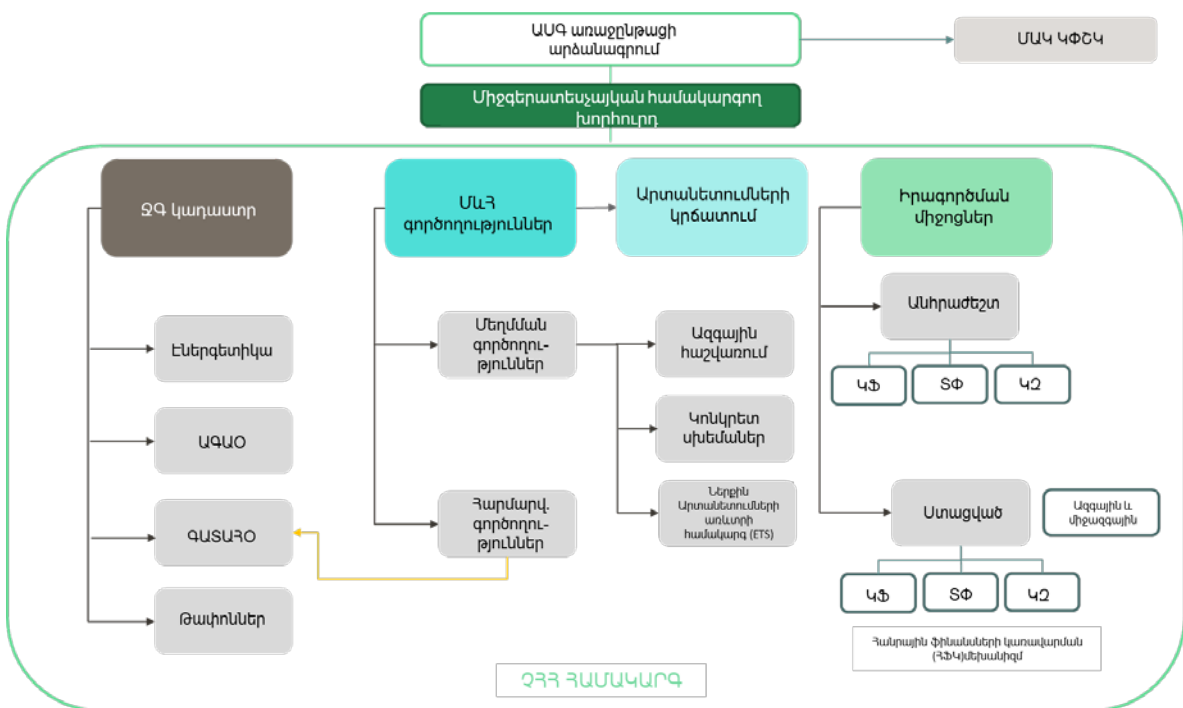 ԱՍԳ առաջընթացի
արձանագրում
ՄԱԿ ԿՓՇԿ
Միջգերատեսչայկան համակարգող
խորհուրդ
ՋԳ կադաստր
ՄևՀ
գործողություններ
Արտանետումների
կրճատում
Իրագործման
միջոցներ
Էներգետիկա
ԱԳԱՕ
ԳԱՏԱՀՕ
Թափոններ
Մեղմման
գործողու-
թյուններ
Հարմարվ.
գործողու-
թյուններ
Ազգային
հաշվառում
Կոնկրետ
սխեմաներ
Ներքին
Արտանետումների
առևտրի
համակարգ (ETS)
Անհրաժեշտ
ԿՖ
ՏՓ
ԿԶ
Ստացված
Ազգային և
միջազգային
ԿՖ
ՏՓ
ԿԶ
Հանրային ֆինանսների կառավարման
(ՀՖԿ)մեխանիզմ
ՉՀՀ ՀԱՄԱԿԱՐԳ